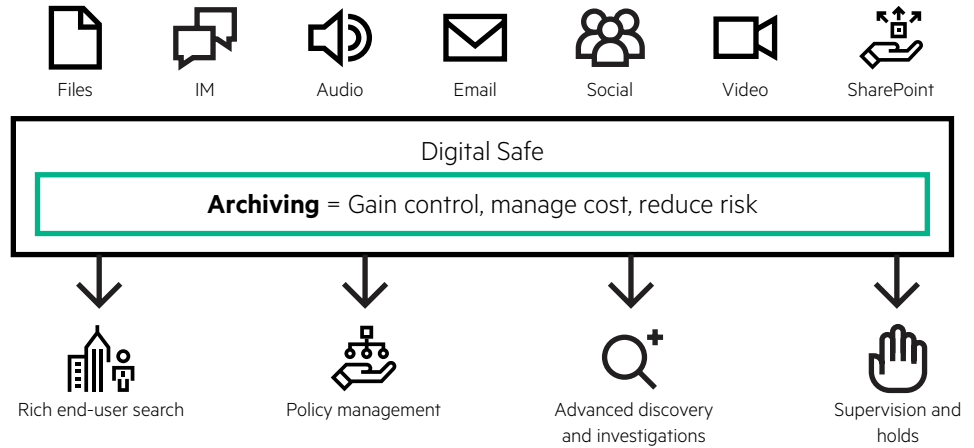 Files
IM
Audio
Email
Social
Video
SharePoint
Digital Safe
Archiving = Gain control, manage cost, reduce risk
Rich end-user search
Policy management
Advanced discovery
and investigations
Supervision and
holds